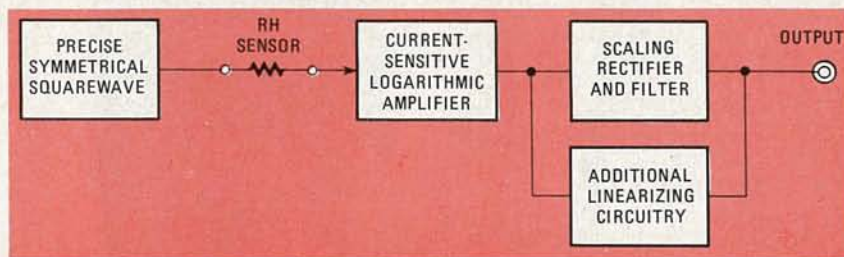 PRECISE
SYMMETRICAL
SQUAREWAVE
RH
SENSOR
CURRENT-
SENSITIVE
LOGARITHMIC
AMPLIFIER
SCALING
RECTIFIER
AND FILTER
OUTPUT
ADDITIONAL
LINEARIZING
CIRCUITRY